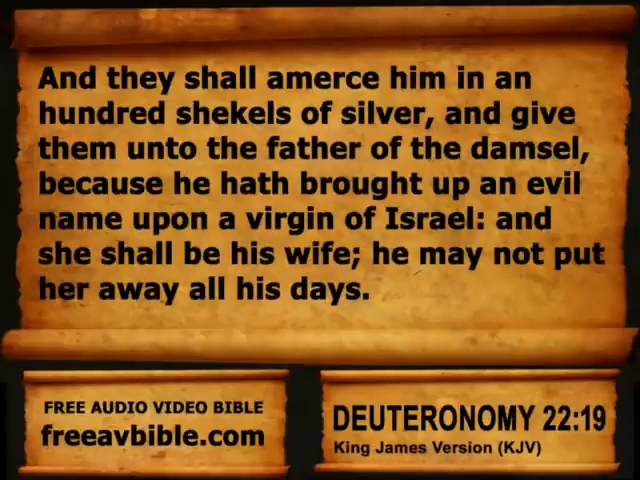 And they shall amerce him in an
hundred shekels of silver, and give
them unto the father of the damsel,
because he hath brought up an evil
name upon a virgin of Israel: and
she shall be his wife; he may not put
her away all his days.
FREE AUDIO VIDEO BIBLE
freeavbible.com
DEUTERONOMY 22:19
King James Version (KJV)